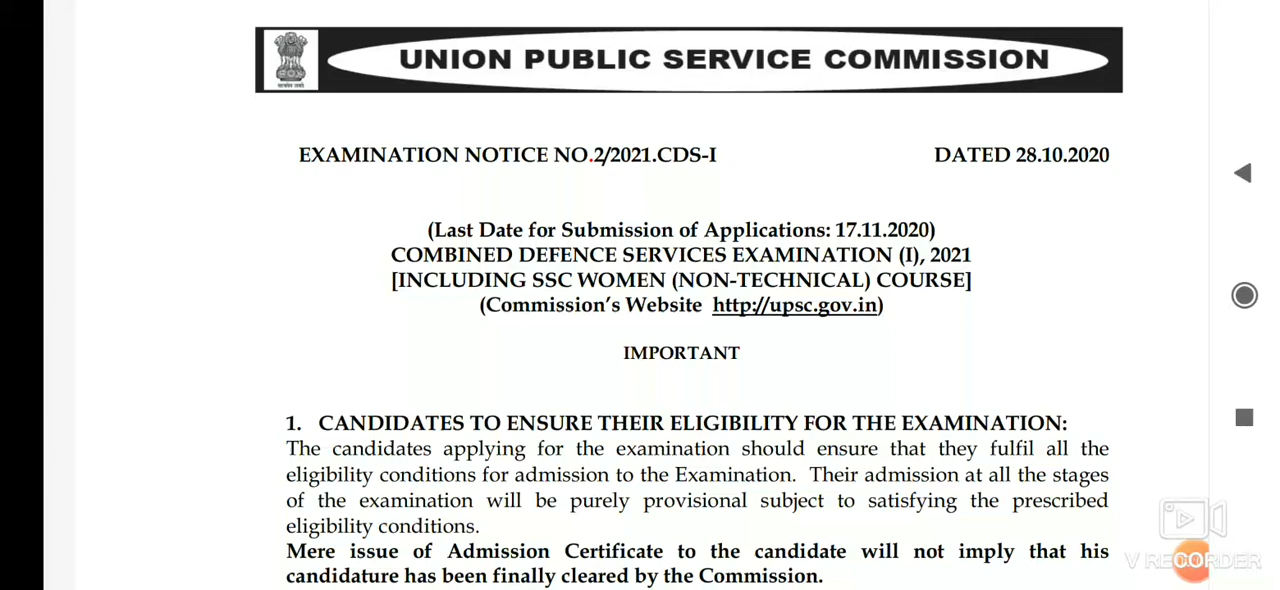 UNION PUBLIC SERVICE COMMISSION
EXAMINATION NOTICE NO.2/2021.CDS-I DATED 28.10.2020
(Last Date for Submission of Applications: 17.11.2020)
COMBINED DEFENCE SERVICES EXAMINATION (I), 2021
[INCLUDING SSC WOMEN (NON-TECHNICAL) COURSE]
(Commission's Website http://upsc.gov.in)
IMPORTANT
1. CANDIDATES TO ENSURE THEIR ELIGIBILITY FOR THE EXAMINATION:
The candidates applying for the examination should ensure that they fulfil all the
eligibility conditions for admission to the Examination. Their admission at all the stages
of the examination will be purely provisional subject to satisfying the prescribed
eligibility conditions.
Mere issue of Admission Certificate to the candidate will not imply that his
candidature has been finally cleared by the Commission.
V RECORDER